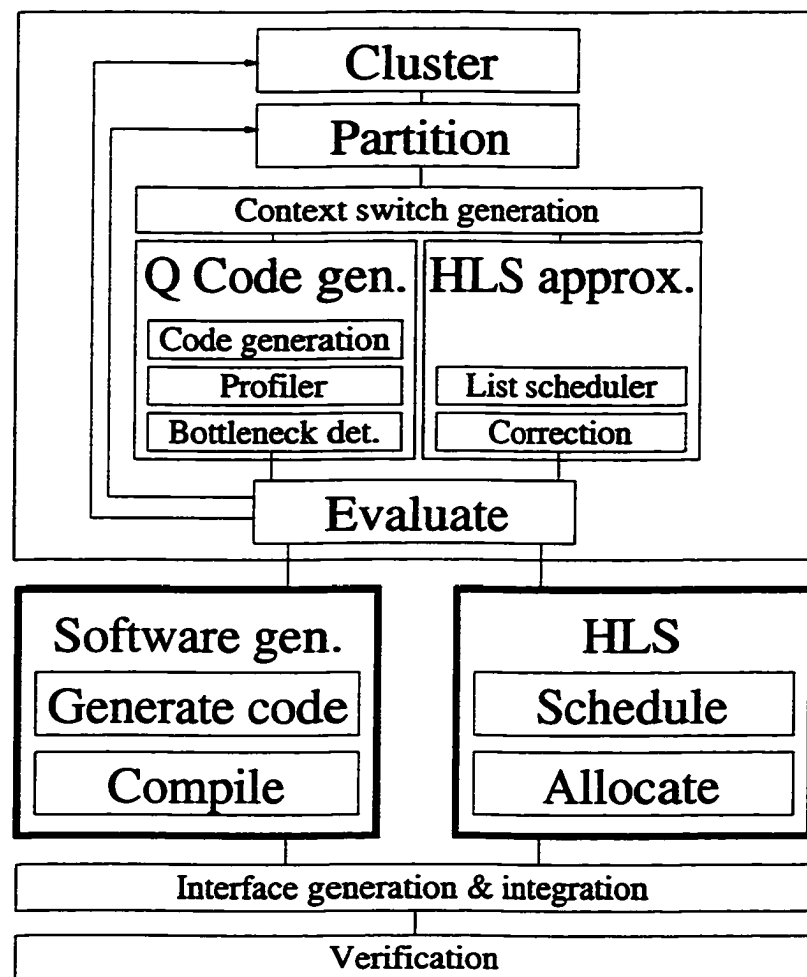 Cluster
Partition
Context switch generation
Q Code gen.
Code generation
Profiler
Bottleneck det.
HLS approx.
List scheduler
Correction
Evaluate
Software gen.
Generate code
Compile
HLS
Schedule
Allocate
Interface generation & integration
Verification